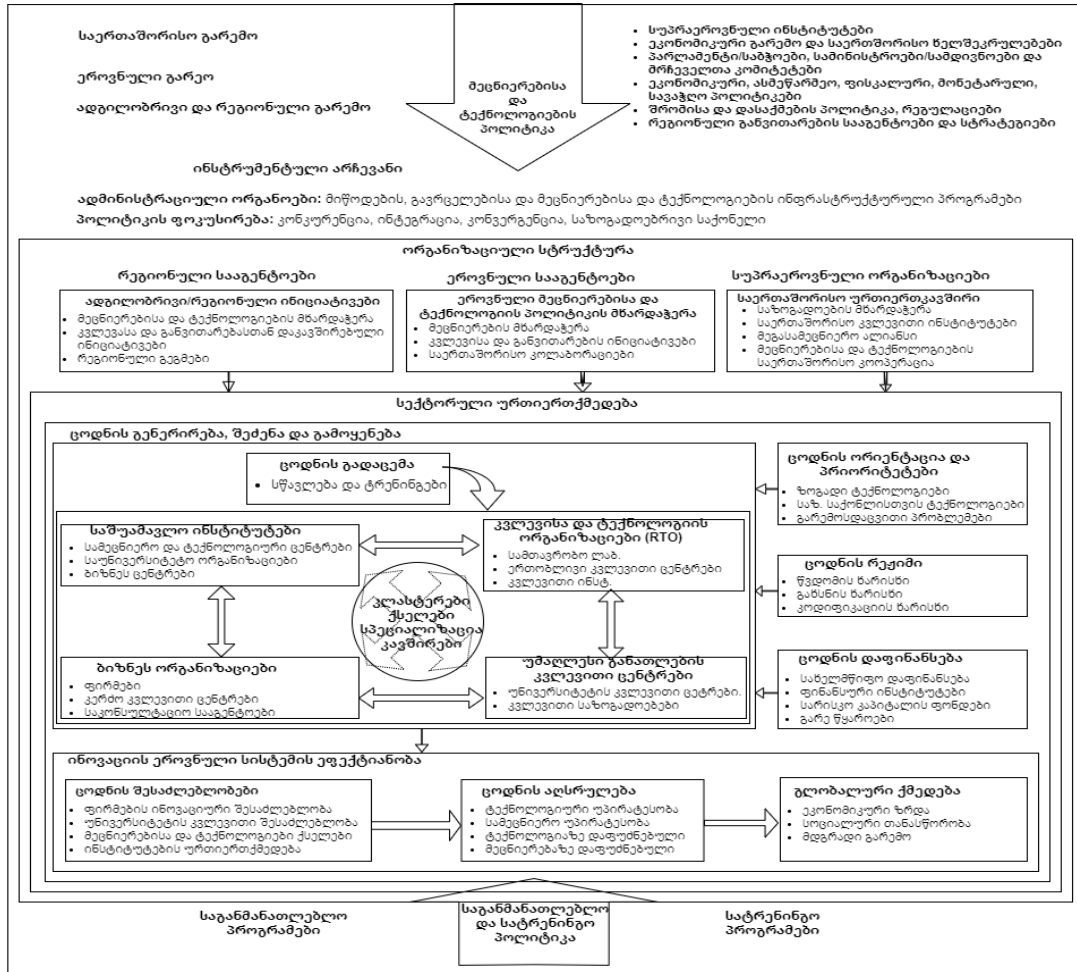 საერთაშორისო გარემო
ეროვნული გარეო
ადგილობრივი და რეგიონული გარემო
მეცნიერებისა
და
ტექნოლოგიების
პოლიტიკა
• სუპრაეროვნული ინსტიტუტები
• ეკონომიკური გარემო და საერთშორისო ხელშეკრულებები
• პარლამენტი/საბჭოები, სამინისტროები/სამდივნოები და
მრჩეველთა კომიტეტები
• ეკონომიკური, ასმეწარმეო, ფისკალური, მონეტარული,
სავაჭღო პოლიტიკები
• შრომისა და დასაქმების პოლიტიკა, რეგულაციები
• რეგიონული განვითარების სააგენტოები და სტრატეგიები
ინსტრუმენტული არჩევანი
ადმინისტრაციული ორგანოები: მიწოდების, გავრცელებისა და მეცნიერებისა და ტექნოლოგიების ინფრასტრუქტურული პროგრამები
პოლიტიკის ფოკუსირება: კონკურენცია, ინტეგრაცია, კონვერგენცია, საზოგადოებრივი საქონელი
ორგანიზაციული სტრუქტურა
რეგიონული სააგენტოები
ადგილობრივი/რეგიონული ინიციატივები
• მეცნიერებისა და ტექნოლოგიების მხარდაჭერა
• კვლევასა და განვითარებასთან დაკავშირებული
ინიციატივები
• რეგიონული გეგმები
ეროვნული სააგენტოები
ეროვნული მეცნიერებისა და
ტექნოლოგიის პოლიტიკის მხარდაჭერა
• მეცნიერების მხარდაჭერა
• კვლევისა და განვითარების ინიციატივები
• საერთაშორისო კოლაბორაციები
სუპრაეროვნული ორგანიზაციები
საერთაშორისო ურთიერთკავშირი
• საზოგადოების მხარდაჭერა
• საერთაშორისო კვლევითი ინსტიტუტები
• მეგასამეცნიერო ალიანსი
• მეცნიერებისა და ტექნოლოგიების
საერთაშორისო კოოპერაცია
სექტორული ურთიერთქმედება
ცოდნის გენერირება, შეძენა და გამოყენება
ცოდნის გადაცემა
• სწავლება და ტრენინგები
საშუამავლო ინსტიტუტები
• სამეცნიერო და ტექნოლოგიური ცენტრები
• საუნივერსიტეტო ორგანიზაციები
• ბიზნეს ცენტრები
კვლევისა და ტექნოლოგიის
ორგანიზაციები (RTO)
• სამთავრობო ლაბ.
• ერთობლივი კვლევითი ცენტრები
• კვლევითი ინსტ.
კლასტერები
ქსელები
სპეციალიზაცია
კავშირები
ბიზნეს ორგანიზაციები
• ფირმები
• კერძო კვლევითი ცენტრები
• საკონსულტაციო სააგენტოები
უმაღლესი განათლების
კვლევითი ცენტრები
• უნივერსიტეტის კვლევითი ცეტრები.
• კვლევითი საზოგადოებები
ცოდნის ორიენტაცია და
პრიორიტეტები
• ზოგადი ტექნოლოგიები
• საზ. საქონლისთვის ტექნოლოგიები
• გარემოსდაცვითი პრობლემები
ცოდნის რეჟიმი
• წვდომის ხარისხი
• გახსნის ხარისხი
• კოდიფიკაციის ხარისხი
ცოდნის დაფინანსება
• სახელმწიფო დაფინანსება
• ფინანსური ინსტიტუტები
• სარისკო კაპიტალის ფონდები
• გარე წყაროები
ინოვაციის ეროვნული სისტემის ეფექტიანობა
ცოდნის შესაძლებლობები
• ფირმების ინოვაციური შესაძლებლობა
• უნივერსიტეტის კვლევითი შესაძლებლობა
• მეცნიერებისა და ტექნოლოგიები ქსელები
• ინსტიტუტების ურთიერთქმედება
ცოდნის აღსრულება
• ტექნოლოგიური უპირატესობა
• სამეცნიერო უპირატესობა
• ტექნოლოგიაზე დაფუძნებული
• მეცნიერებაზე დაფუძნებული
გლობალური ქმედება
• ეკონომიკური ზრდა
• სოციალური თანასწორობა
• მდგრადი გარემო
საგანმანათლებლო
პროგრამები
საგანმანათლებლო
და სატრენინგო
პოლიტიკა
სატრენინგო
პროგრამები